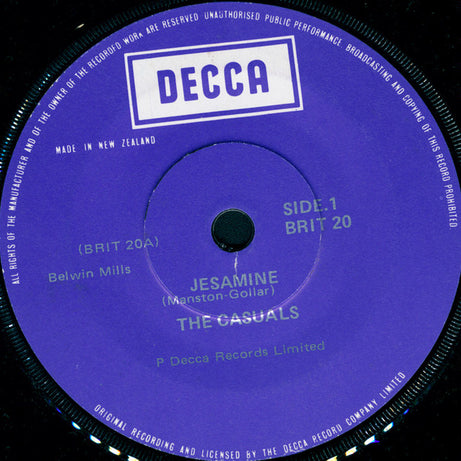 ALL RIGHTS OF THE MANUFACTURER AND OF THE OWNER OF THE RECORDED WORK ARE RESERVED UNAUTHORISED PUBLIC PERFORMANCE, BROADCASTING AND COPYING OF THIS RECORD PROHIBITED
DECCA
MADE IN NEW ZEALAND
SIDE.1
BRIT 20
(BRIT 20A)
Belwin Mills
JESAMINE
(Manston-Gollar)
THE CASUALS
P Decca Records Limited
ORIGINAL RECORDING AND LICENSED BY THE DECCA RECORD COMPANY LIMITED